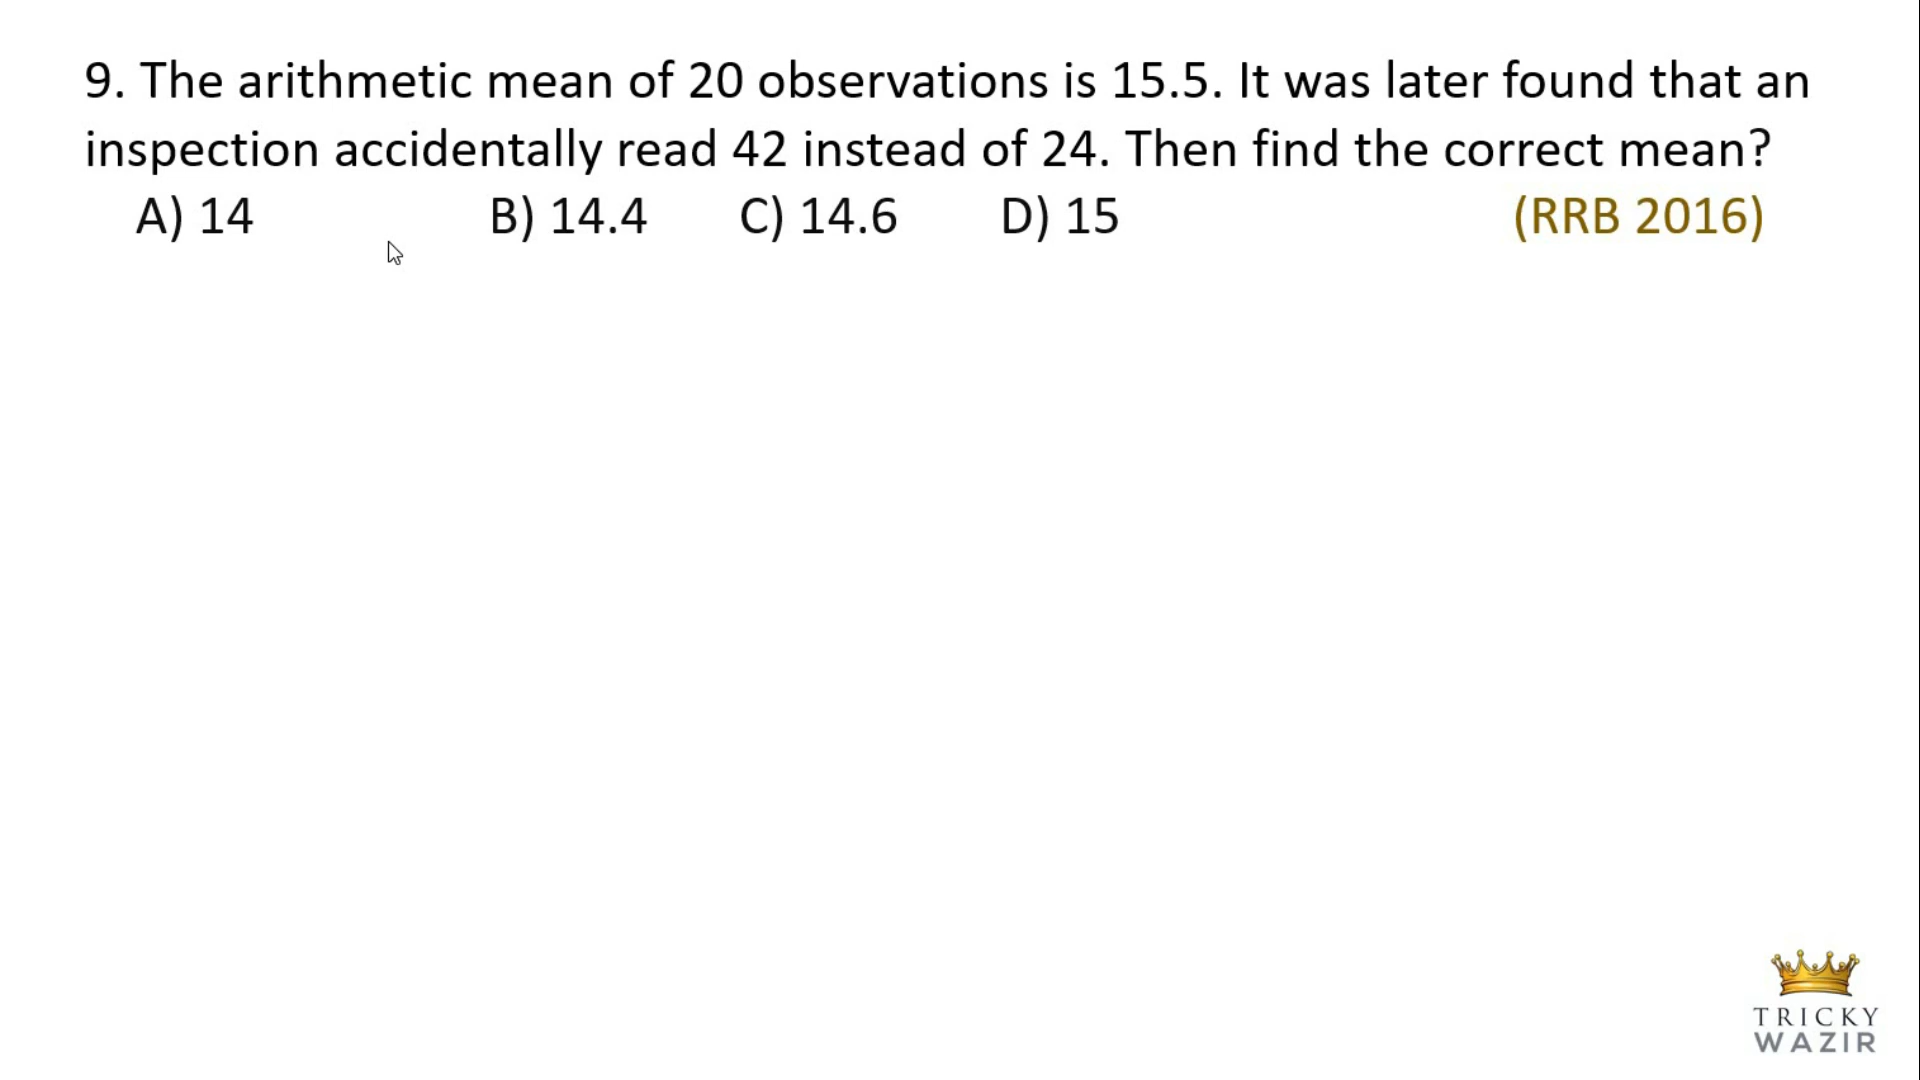 9. The arithmetic mean of 20 observations is 15.5. It was later found that an
inspection accidentally read 42 instead of 24. Then find the correct mean?
A) 14 B) 14.4 C) 14.6 D) 15 (RRB 2016)
TRICKY
WAZIR